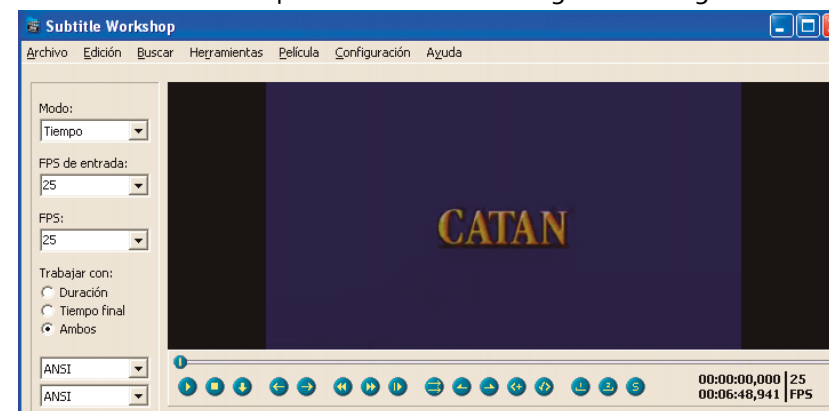 Subtitle Workshop
Archivo Edición Buscar Herramientas Película Configuración Ayuda
Modo:
Tiempo
FPS de entrada:
25
FPS:
25
Trabajar con:
Duración
Tiempo final
Ambos
ANSI
ANSI
CATAN
00:00:00,000 25
00:06:48,941 FPS